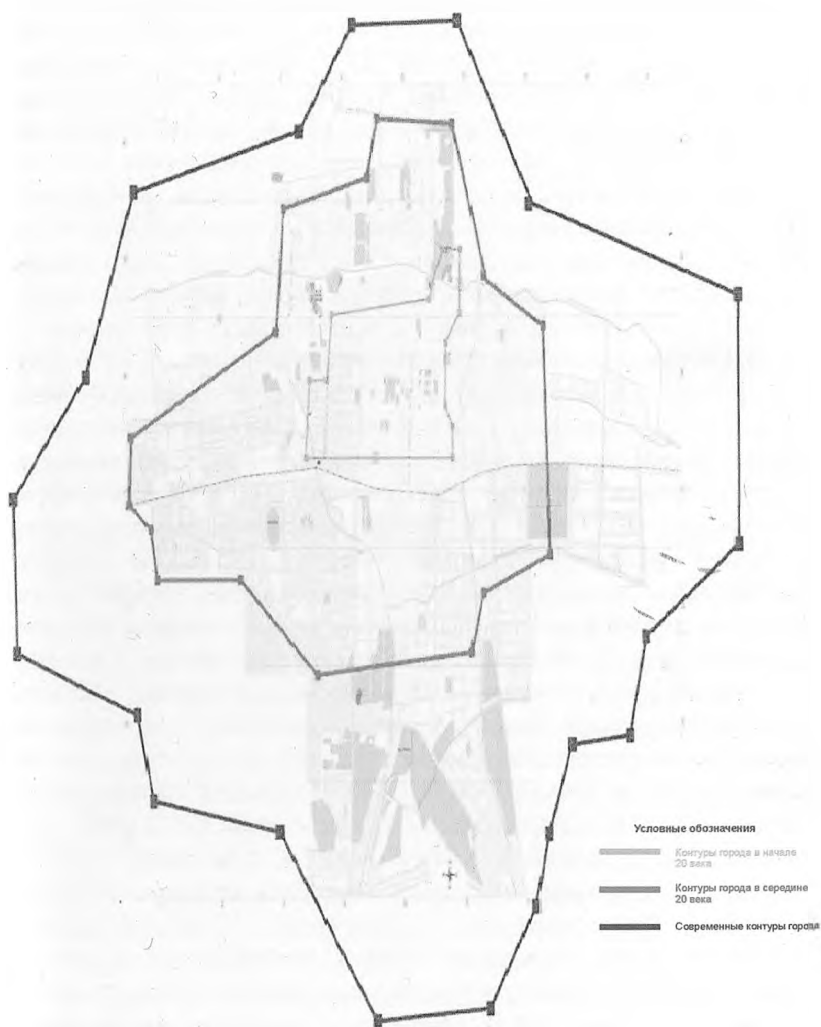 Условные обозначения
Контуры города в начале
20 века
Контуры города в середине
20 века
Современные контуры города